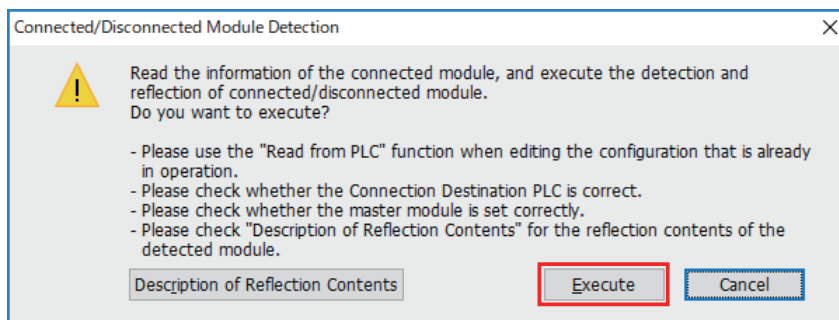 Connected/Disconnected Module Detection
Read the information of the connected module, and execute the detection and
reflection of connected/disconnected module.
Do you want to execute?
- Please use the "Read from PLC" function when editing the configuration that is already
in operation.
- Please check whether the Connection Destination PLC is correct.
- Please check whether the master module is set correctly.
- Please check "Description of Reflection Contents" for the reflection contents of the
detected module.
Description of Reflection Contents
Execute
Cancel